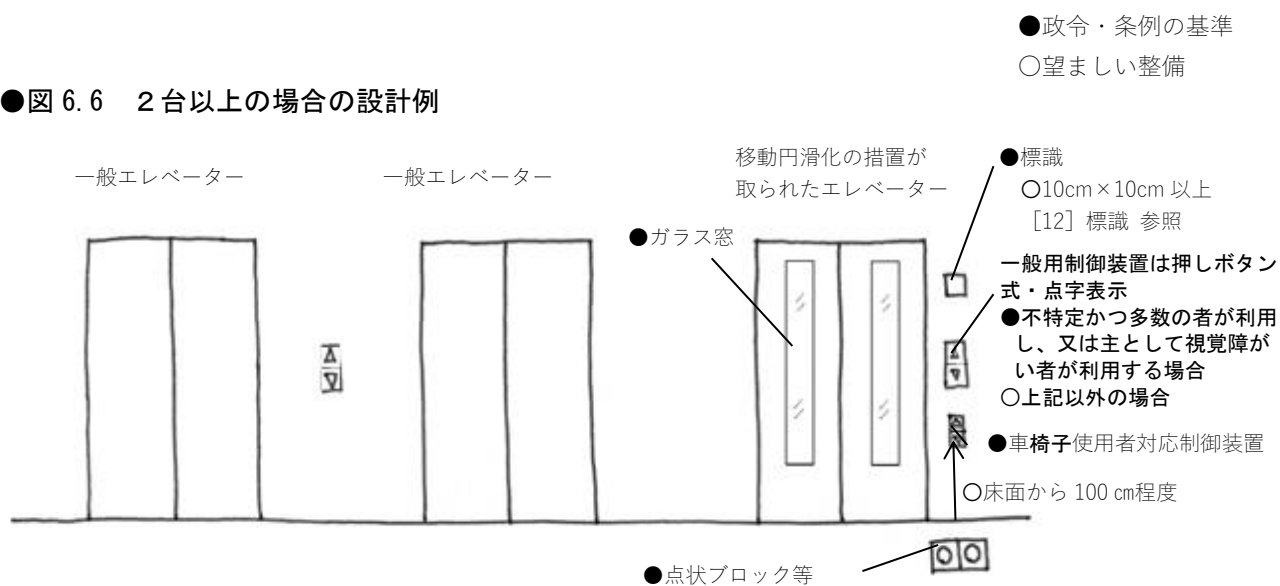 ●政令・条例の基準
○望ましい整備
●図 6.6　２台以上の場合の設計例
一般エレベーター
一般エレベーター
移動円滑化の措置が
取られたエレベーター
●標識
○10cm×10cm 以上
［12］標識 参照
●ガラス窓
一般用制御装置は押しボタン
式・点字表示
●不特定かつ多数の者が利用
し、又は主として視覚障が
い者が利用する場合
○上記以外の場合
●車椅子使用者対応制御装置
○床面から 100 ㎝程度
●点状ブロック等